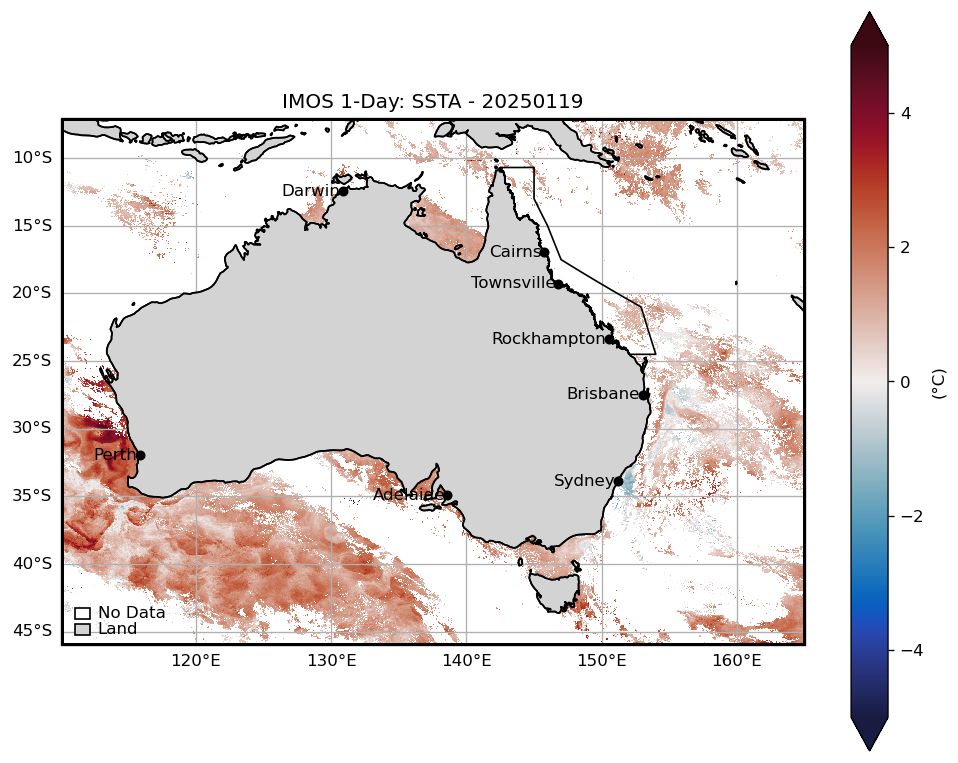 IMOS 1-Day: SSTA - 20250119
10°S
15°S
20°S
25°S
30°S
35°S
40°S
45°S
Darwin
Cairns
Townsville
Rockhampton
Brisbane
Perth
Sydney
Adelaide
No Data
Land
120°E 130°E 140°E 150°E 160°E
4
2
0
−2
−4
(°C)